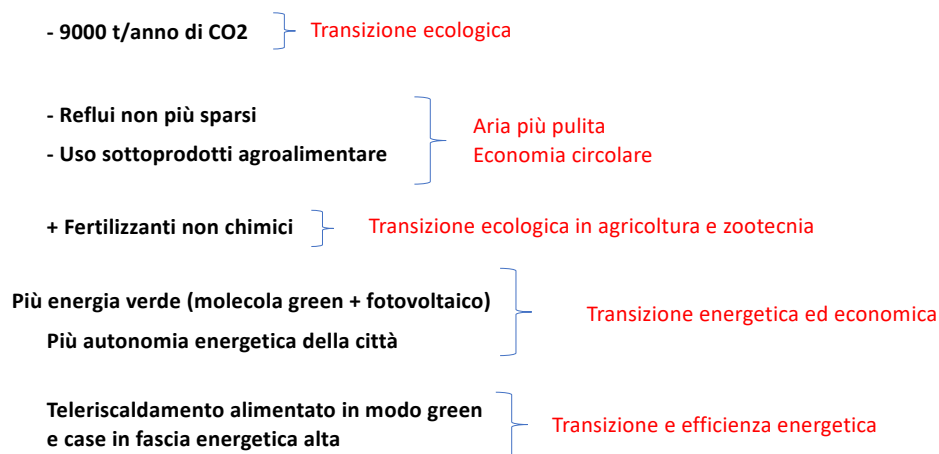 - 9000 t/anno di CO2
Transizione ecologica
- Reflui non più sparsi
- Uso sottoprodotti agroalimentare
Aria più pulita
Economia circolare
+ Fertilizzanti non chimici
Transizione ecologica in agricoltura e zootecnia
Più energia verde (molecola green + fotovoltaico)
Più autonomia energetica della città
Transizione energetica ed economica
Teleriscaldamento alimentato in modo green
e case in fascia energetica alta
Transizione e efficienza energetica